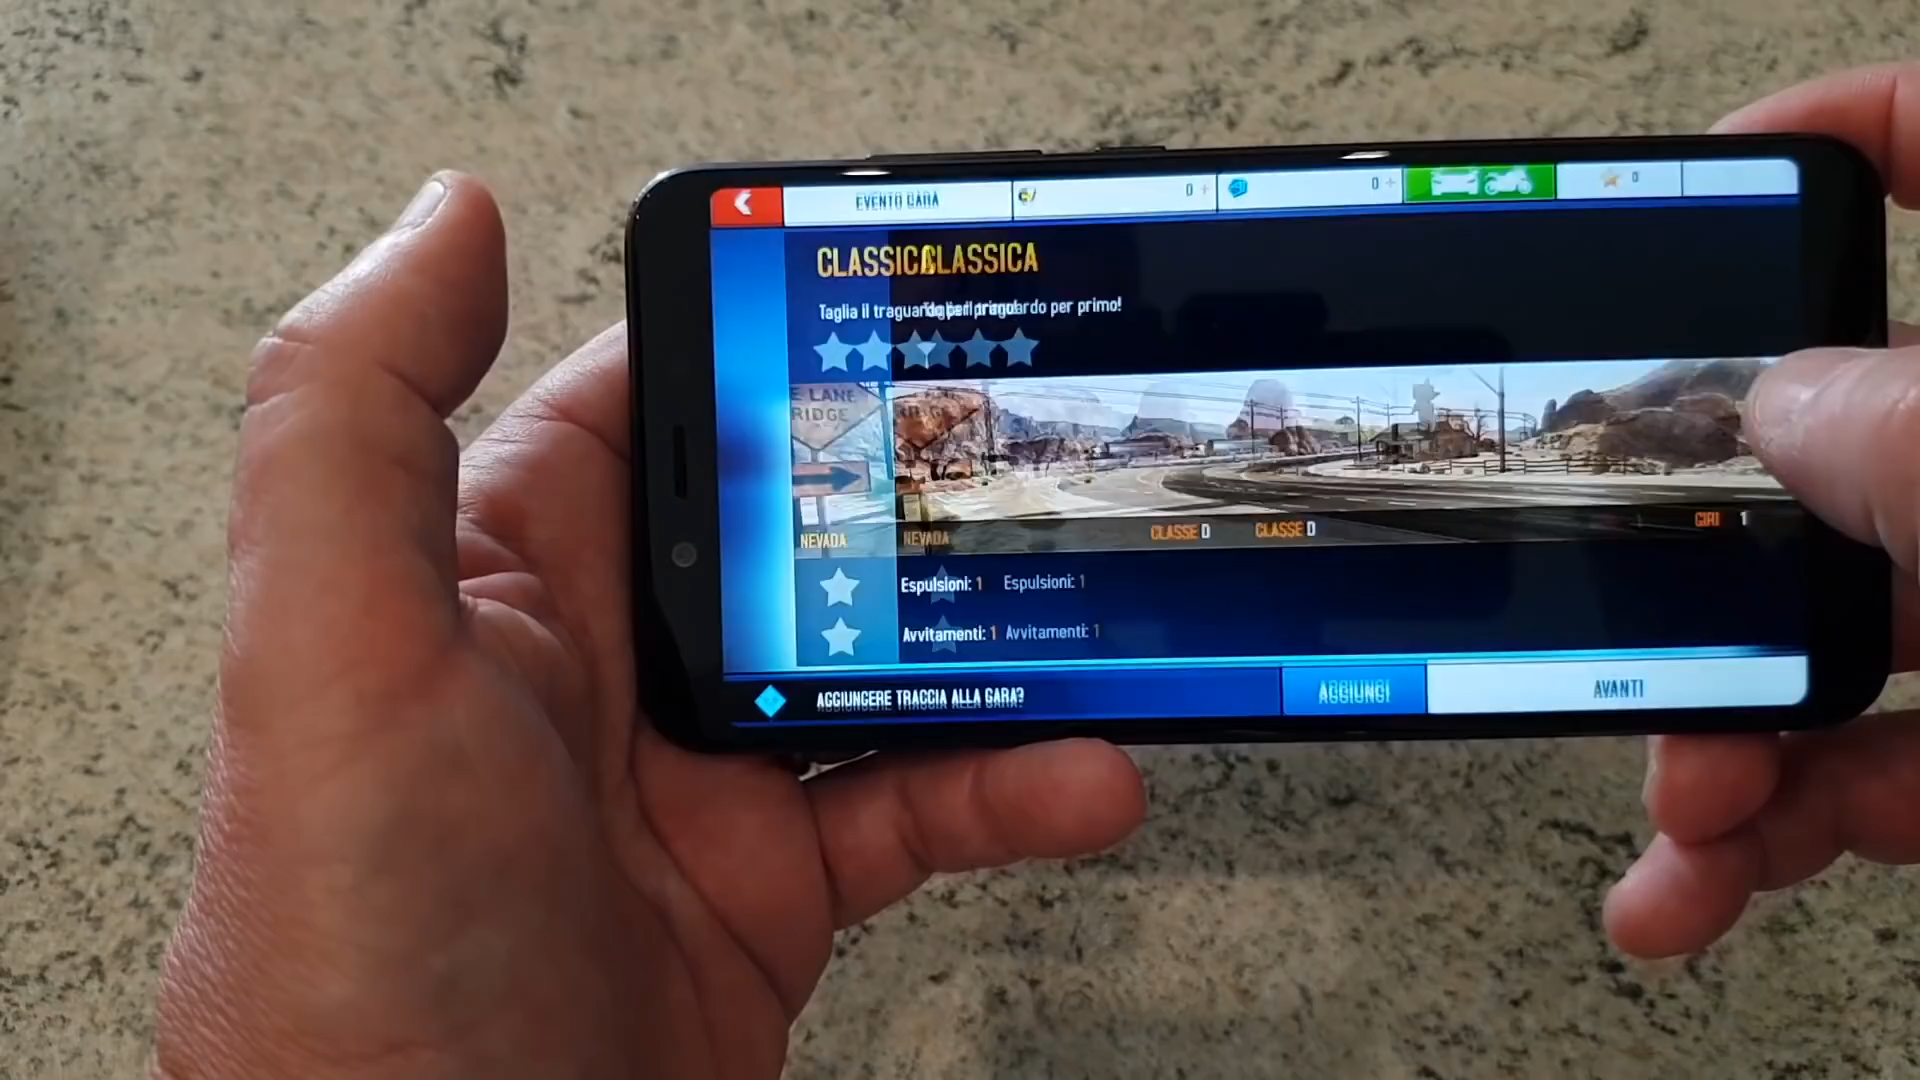 EVENTO GARA 0 + 0 + 0
CLASSICA CLASSICA
Taglia il traguardo per primo!
E LANE
RIDGE
NEVADA NEVADA CLASSE D CLASSE D GIRI 1
Espulsioni: 1 Espulsioni: 1
Avvitamenti: 1 Avvitamenti: 1
AGGIUNGERE TRACCIA ALLA GARA? AGGIUNGI AVANTI